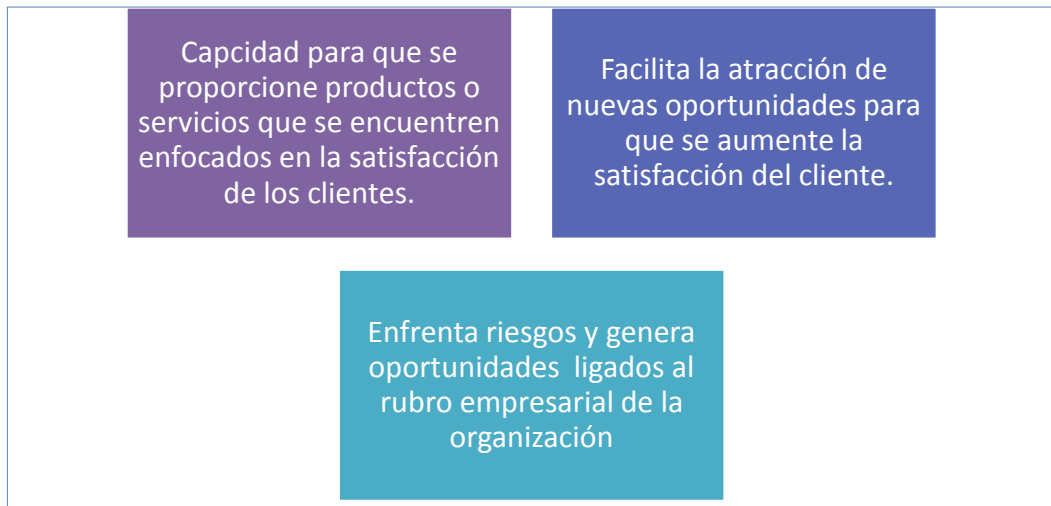 Capcidad para que se
proporcione productos o
servicios que se encuentren
enfocados en la satisfacción
de los clientes.
Facilita la atracción de
nuevas oportunidades para
que se aumente la
satisfacción del cliente.
Enfrenta riesgos y genera
oportunidades  ligados al
rubro empresarial de la
organización